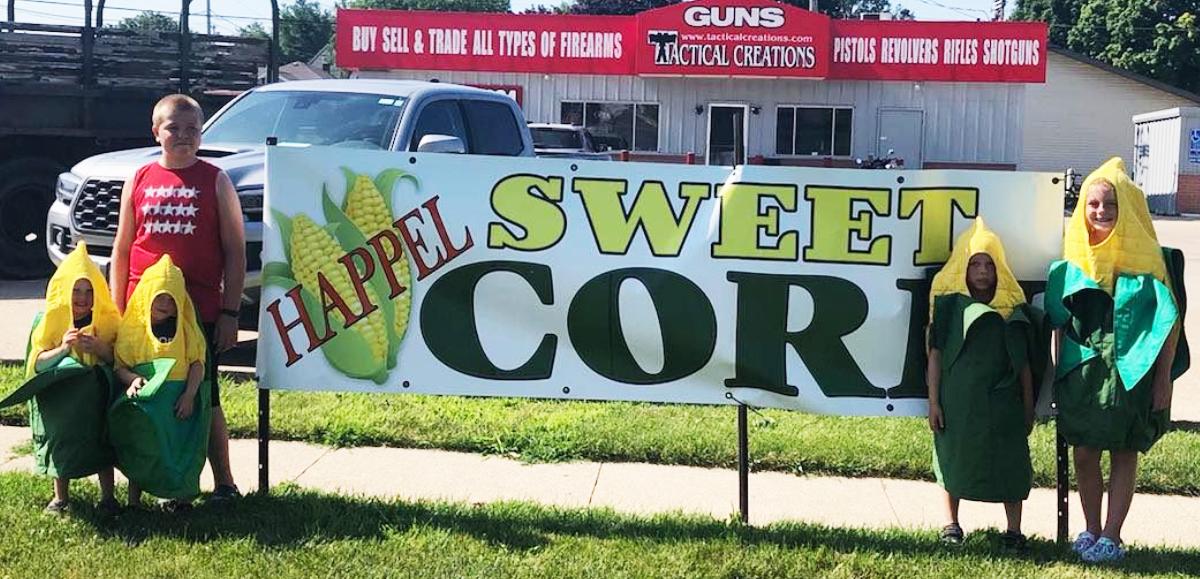 GUNS
www.tacticalcreations.com
BUY SELL & TRADE ALL TYPES OF FIREARMS
TACTICAL CREATIONS
PISTOLS REVOLVERS RIFLES SHOTGUNS
HAPPEL
SWEET
COR